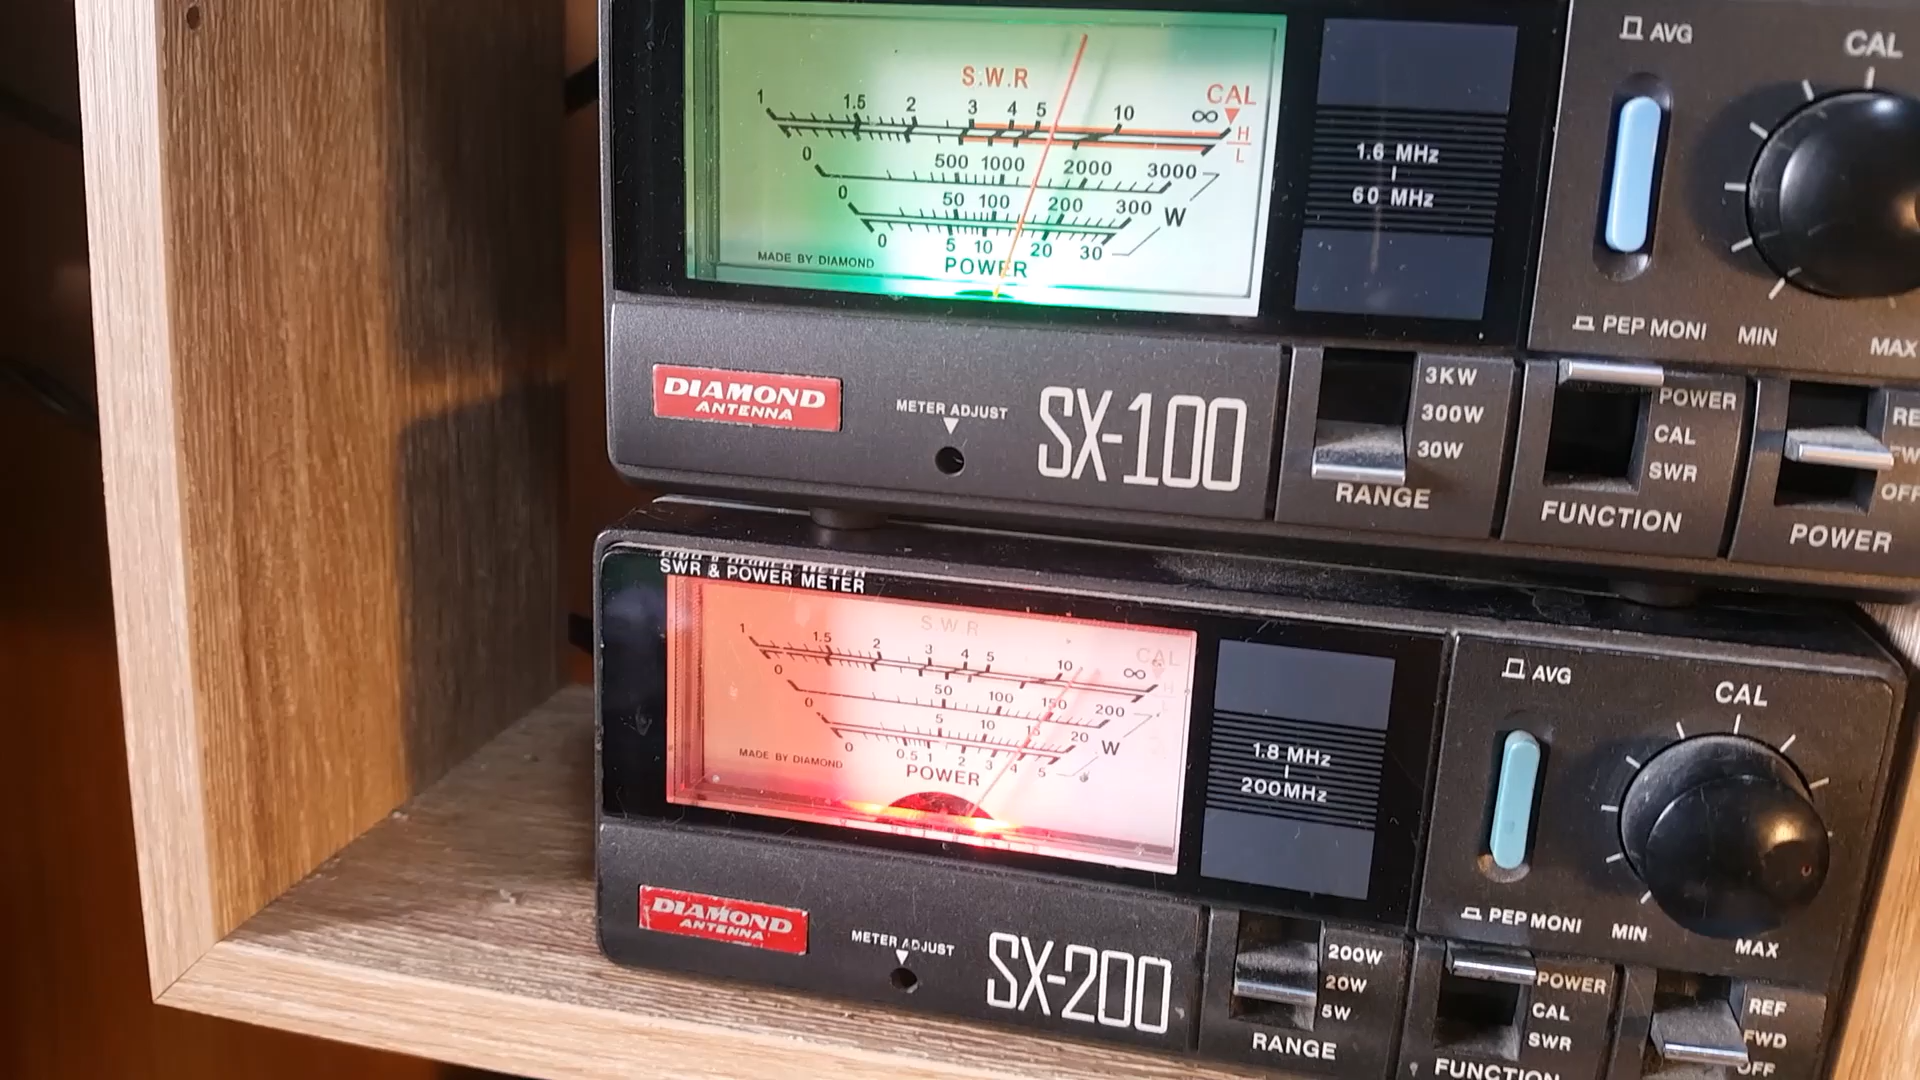 S.W.R
CAL
1 1.5 2 3 4 5 10 ∞
H
L
0 500 1000 2000 3000
0 50 100 200 300 W
0 5 10 20 30
MADE BY DIAMOND
POWER
1.6 MHz
60 MHz
AVG
CAL
PEP MONI
MIN
MAX
DIAMOND
ANTENNA
METER ADJUST
SX-100
3KW
300W
30W
RANGE
POWER
CAL
SWR
FUNCTION
POWER
SWR & POWER METER
S.W.R
CAL
1 1.5 2 3 4 5 10 ∞
0 50 100 150 200
0 5 10 15 20 W
0 0.5 1 2 3 4 5
MADE BY DIAMOND
POWER
1.8 MHz
200MHz
AVG
CAL
PEP MONI
MIN
MAX
DIAMOND
ANTENNA
METER ADJUST
SX-200
200W
20W
5W
RANGE
POWER
CAL
SWR
FUNCTION
REF
FWD
OFF